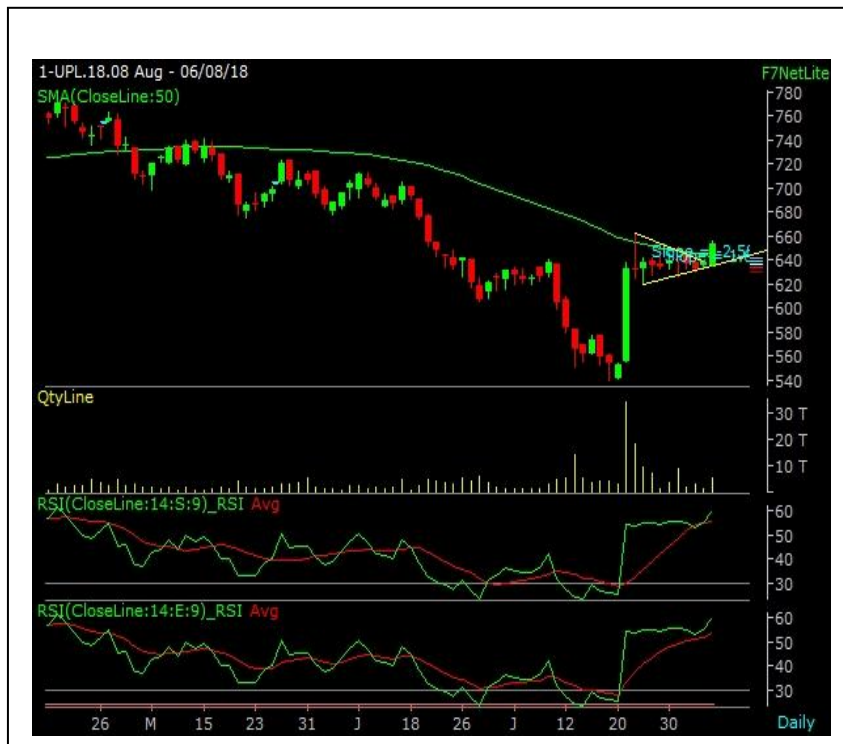 1-UPL.18.08 Aug - 06/08/18
F7NetLite
SMA(CloseLine:50)
780
760
740
720
700
680
660
640
620
600
580
560
540
QtyLine
30 T
20 T
10 T
RSI(CloseLine:14:S:9)_RSI Avg
60
50
40
30
RSI(CloseLine:14:E:9)_RSI Avg
60
50
40
30
26 M 15 23 31 J 18 26 J 12 20 30
Daily